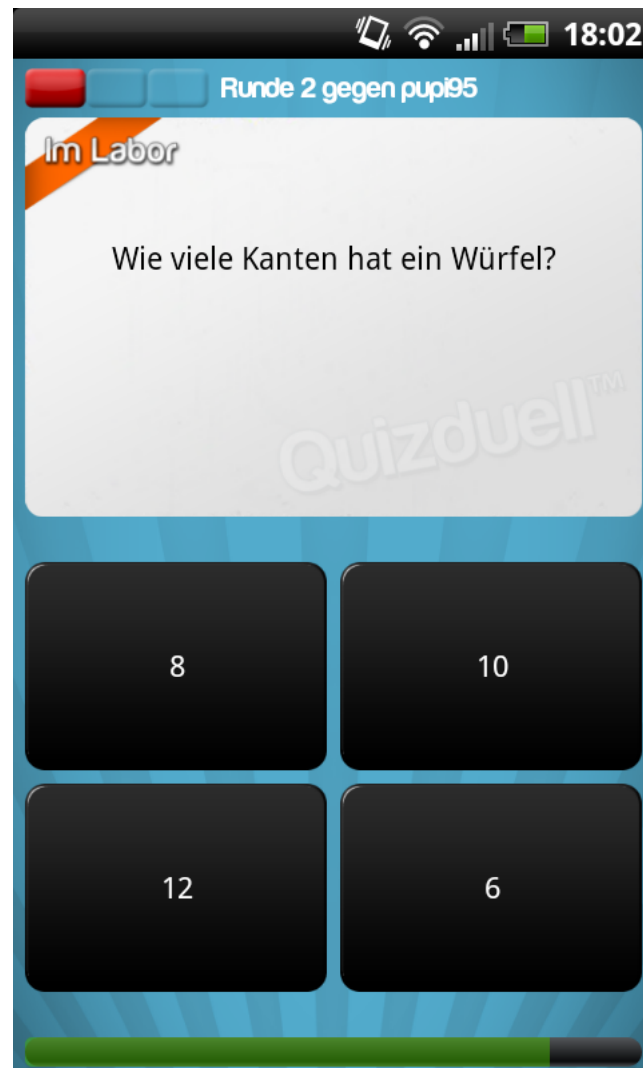 18:02
Runde 2 gegen pupi95
Im Labor
Wie viele Kanten hat ein Würfel?
Quizduell™
8
10
12
6